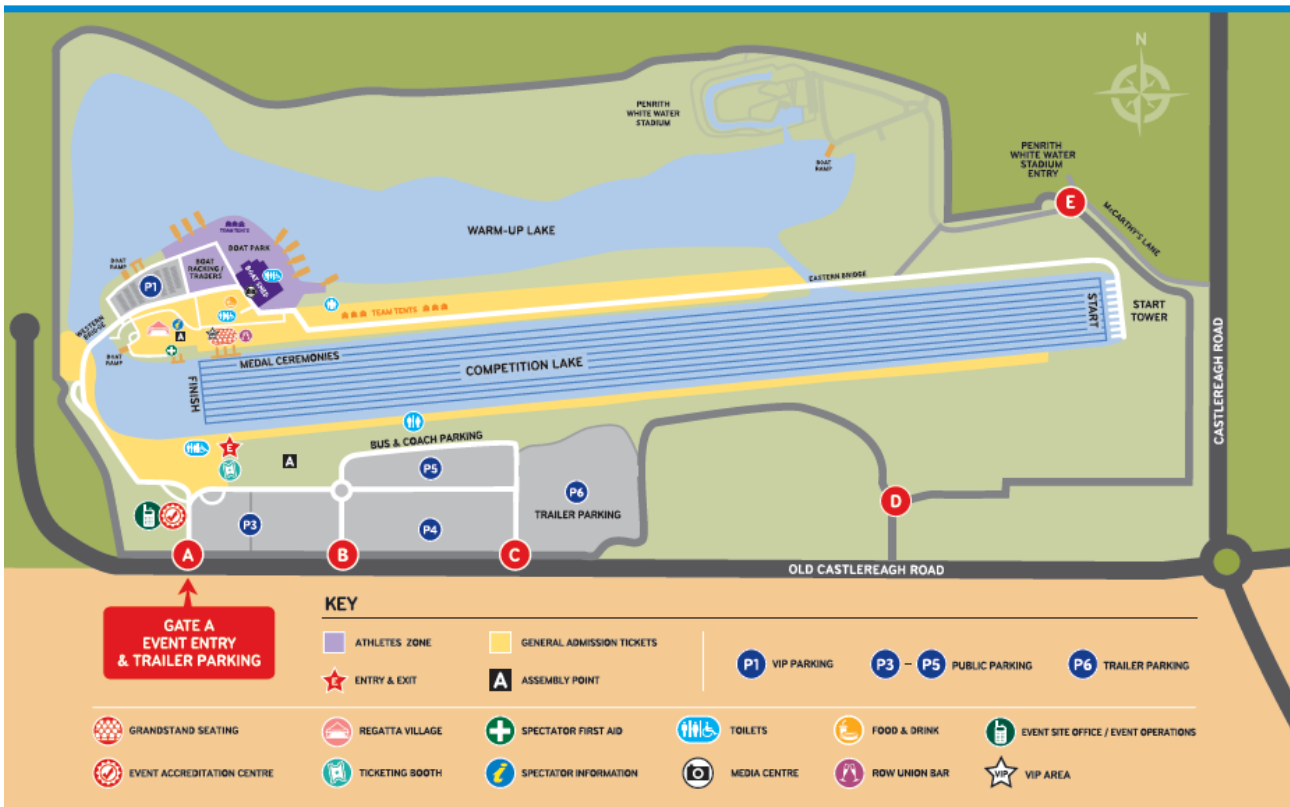 N
PENRITH
WHITE WATER
STADIUM
BOAT
RAMP
PENRITH
WHITE WATER
STADIUM
ENTRY
E
McCARTHY'S LANE
TEAM TENTS
BOAT PARK
WARM-UP LAKE
BOAT
RAMP
BOAT
RACKING /
TRADERS
BOAT SHED
P1
EASTERN BRIDGE
WESTERN
BRIDGE
TEAM TENTS
START
START
TOWER
i
A
VIP
BOAT
RAMP
MEDAL CEREMONIES
COMPETITION LAKE
FINISH
CASTLEREAGH ROAD
BUS & COACH PARKING
E
A
P5
P6
TRAILER PARKING
D
P3
P4
A
B
C
OLD CASTLEREAGH ROAD
GATE A
EVENT ENTRY
& TRAILER PARKING
KEY
ATHLETES ZONE
GENERAL ADMISSION TICKETS
P1 VIP PARKING
P3 – P5 PUBLIC PARKING
P6 TRAILER PARKING
E ENTRY & EXIT
A ASSEMBLY POINT
GRANDSTAND SEATING
REGATTA VILLAGE
SPECTATOR FIRST AID
TOILETS
FOOD & DRINK
EVENT SITE OFFICE / EVENT OPERATIONS
EVENT ACCREDITATION CENTRE
TICKETING BOOTH
i SPECTATOR INFORMATION
MEDIA CENTRE
ROW UNION BAR
VIP VIP AREA